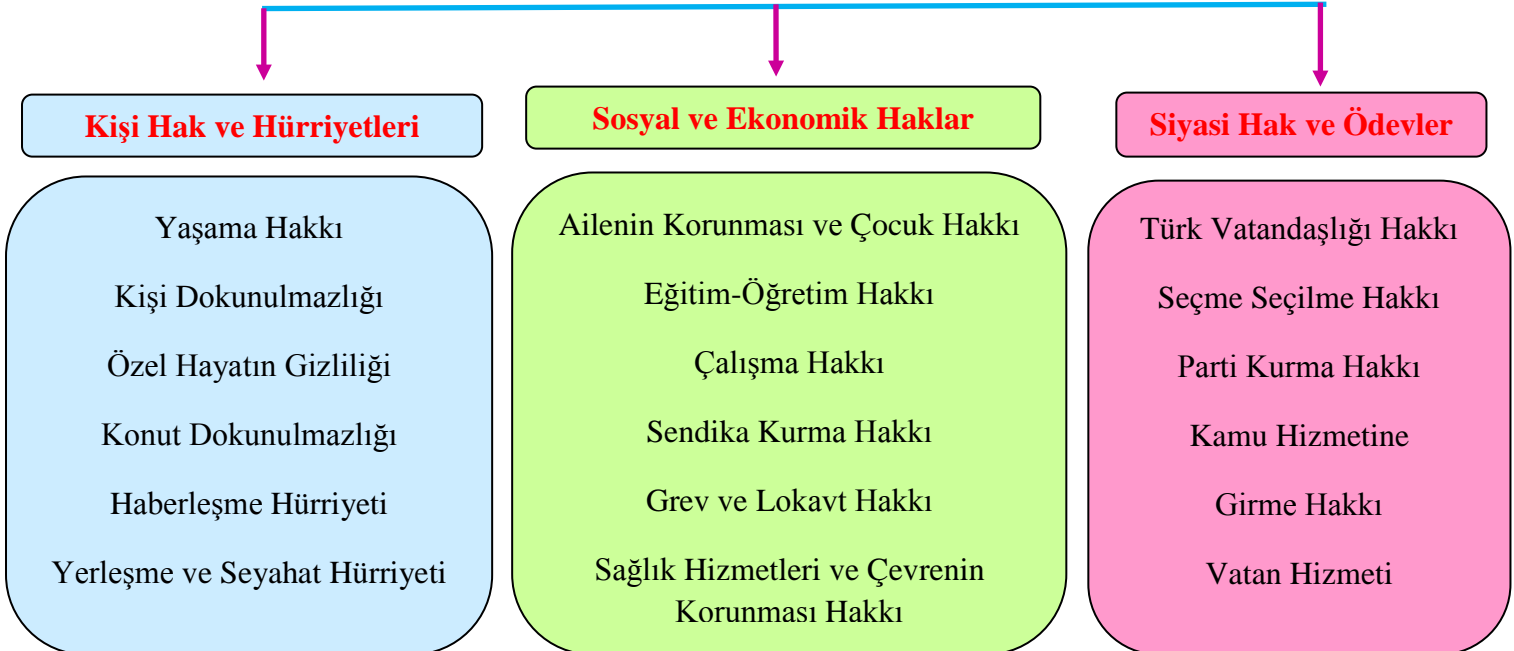 Kişi Hak ve Hürriyetleri
Yaşama Hakkı
Kişi Dokunulmazlığı
Özel Hayatın Gizliliği
Konut Dokunulmazlığı
Haberleşme Hürriyeti
Yerleşme ve Seyahat Hürriyeti
Sosyal ve Ekonomik Haklar
Ailenin Korunması ve Çocuk Hakkı
Eğitim-Öğretim Hakkı
Çalışma Hakkı
Sendika Kurma Hakkı
Grev ve Lokavt Hakkı
Sağlık Hizmetleri ve Çevrenin
Korunması Hakkı
Siyasi Hak ve Ödevler
Türk Vatandaşlığı Hakkı
Seçme Seçilme Hakkı
Parti Kurma Hakkı
Kamu Hizmetine
Girme Hakkı
Vatan Hizmeti